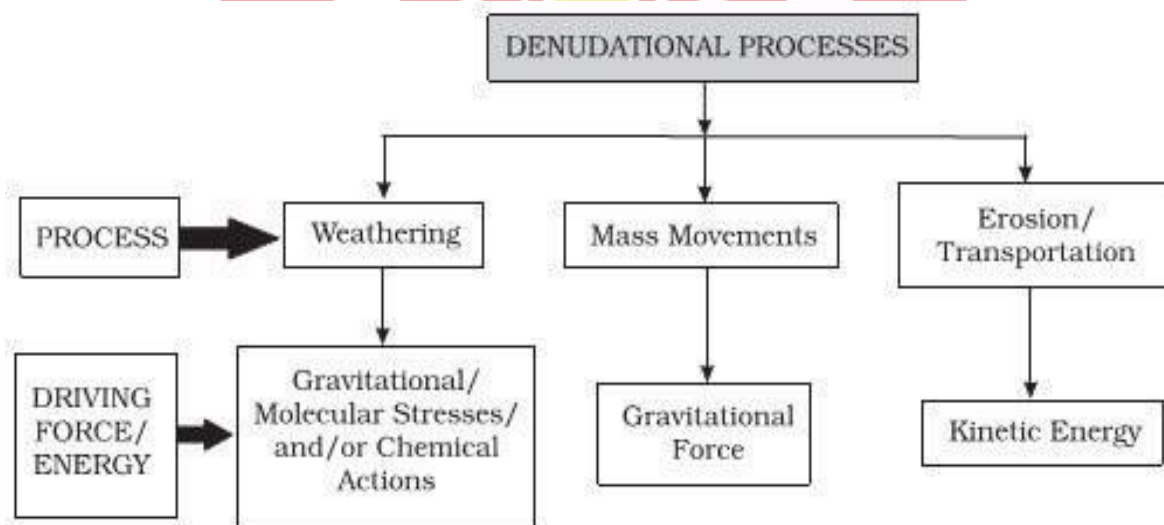 DENUDATIONAL PROCESSES
PROCESS
Weathering
Mass Movements
Erosion/
Transportation
DRIVING
FORCE/
ENERGY
Gravitational/
Molecular Stresses/
and/or Chemical
Actions
Gravitational
Force
Kinetic Energy